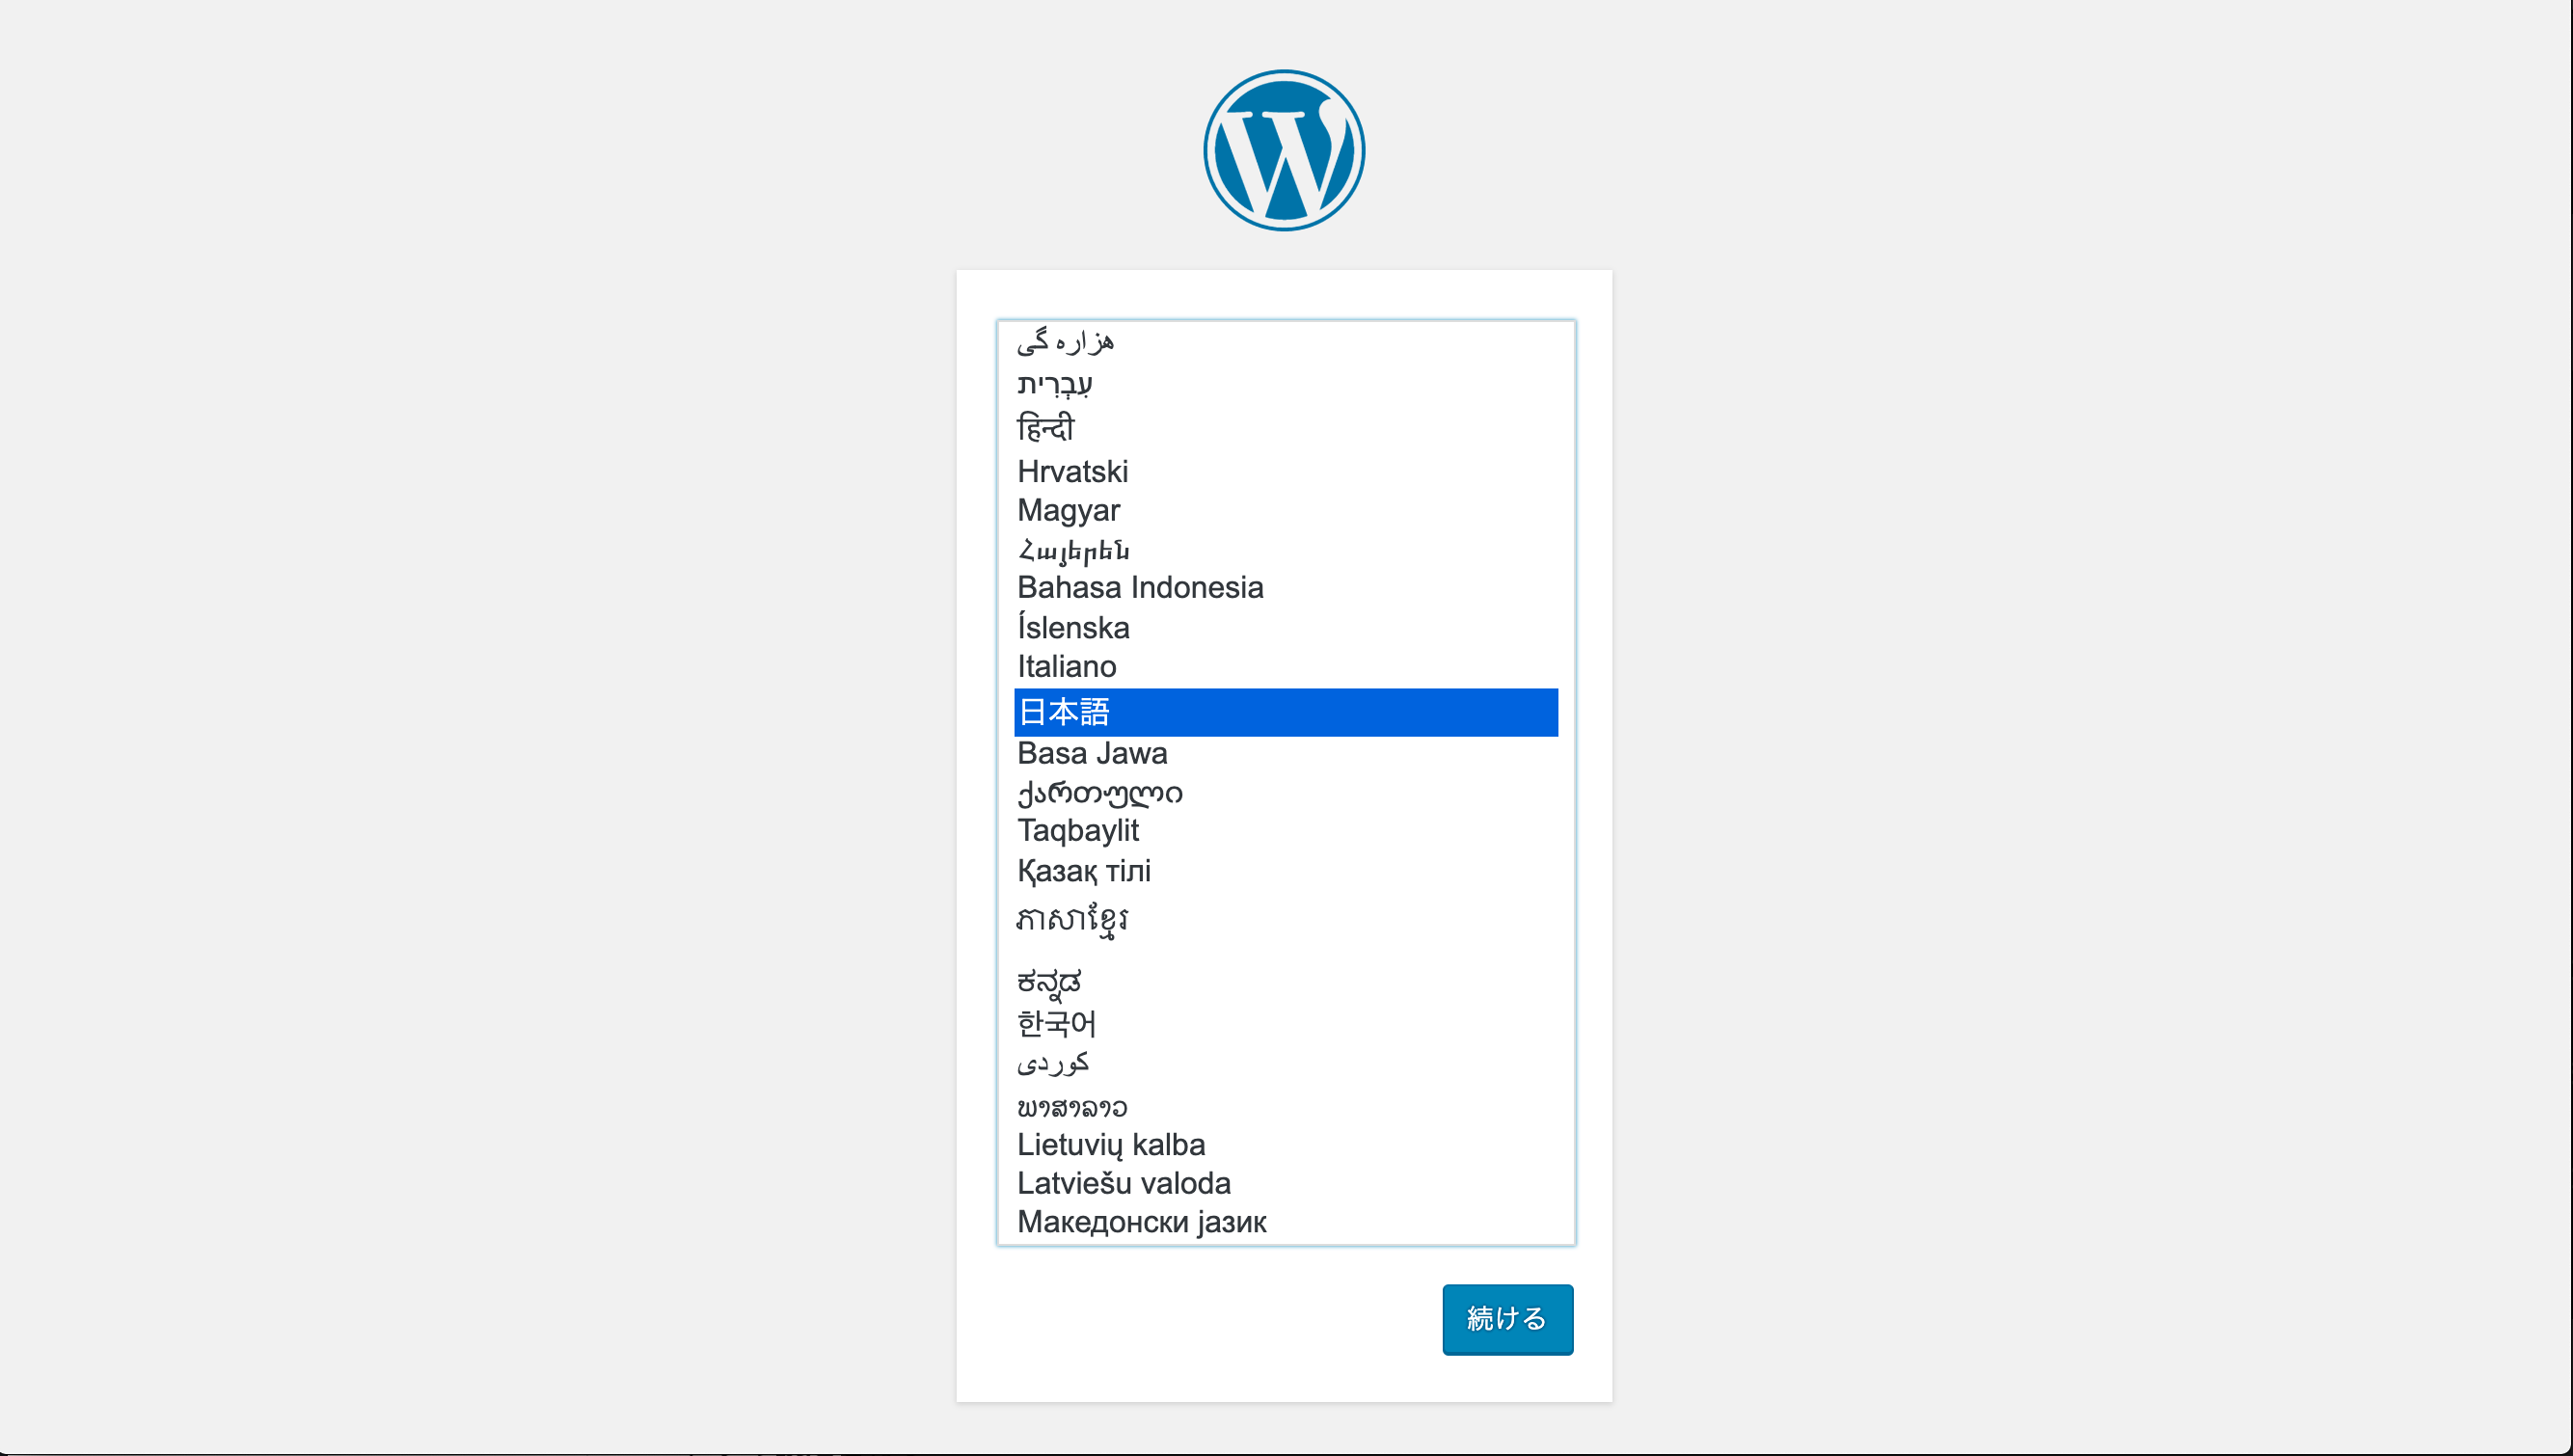 هزاره گی
עִבְרִית
हिन्दी
Hrvatski
Magyar
Հայերեն
Bahasa Indonesia
Íslenska
Italiano
日本語
Basa Jawa
ქართული
Taqbaylit
Қазақ тілі
ភាសាខ្មែរ
ಕನ್ನಡ
한국어
كوردی
ພາສາລາວ
Lietuvių kalba
Latviešu valoda
Македонски јазик
続ける